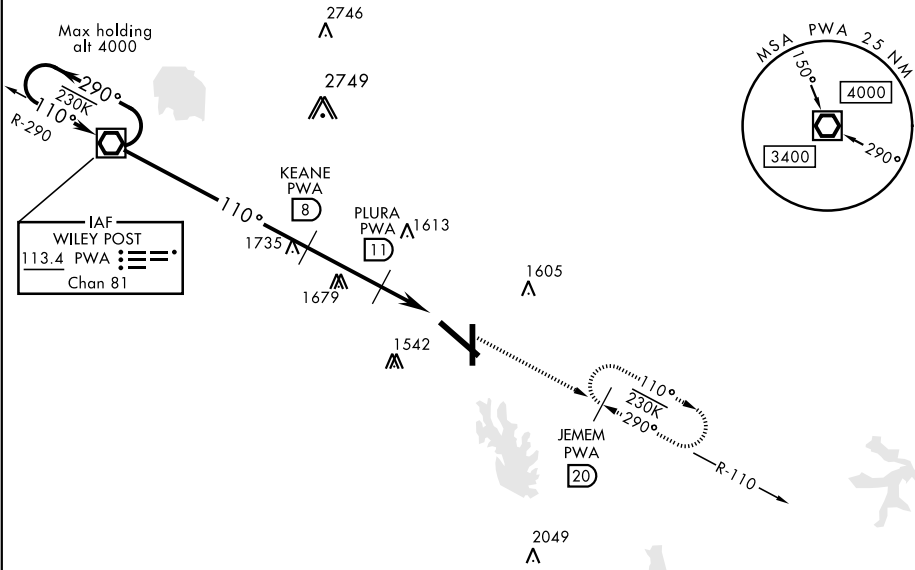 Max holding
alt 4000
290°
230K
110°
R-290
2746
2749
MSA PWA 25 NM
150°
4000
3400
290°
IAF
WILEY POST
113.4 PWA
Chan 81
110°
KEANE
PWA
8
PLURA
PWA
11
1735
1613
1679
1605
1542
110°
230K
290°
JEMEM
PWA
20
R-110
2049